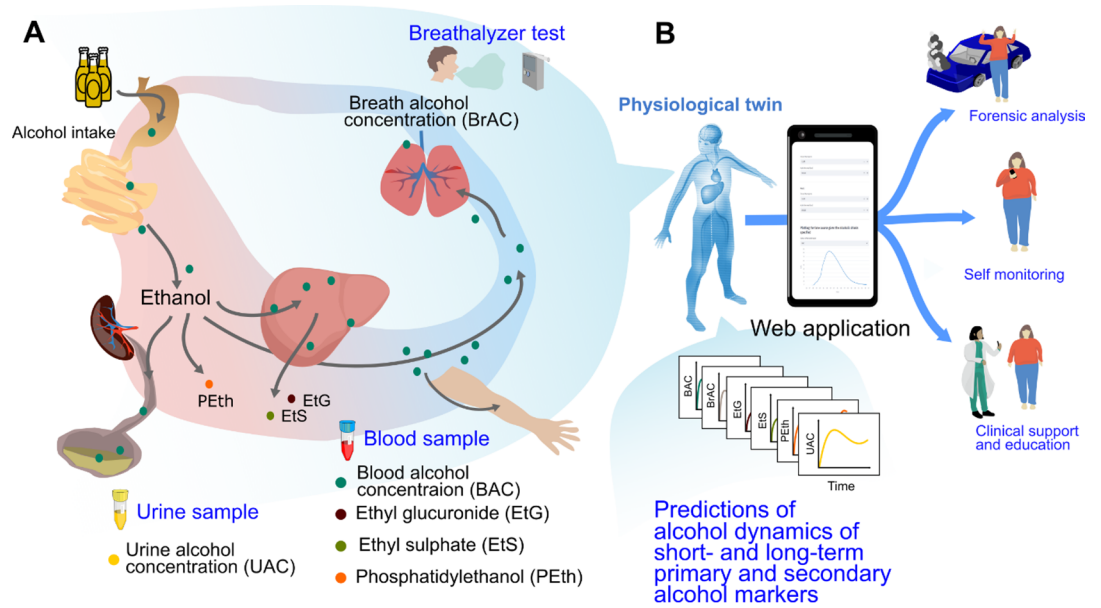 A
Breathalyzer test
Breath alcohol
concentration (BrAC)
Alcohol intake
Ethanol
PEth
EtG
EtS
Blood sample
Blood alcohol
concentraion (BAC)
Ethyl glucuronide (EtG)
Ethyl sulphate (EtS)
Phosphatidylethanol (PEth)
Urine sample
Urine alcohol
concentration (UAC)
B
Physiological twin
Web application
Forensic analysis
Self monitoring
Clinical support
and education
BAC
BrAC
EtG
EtS
PEth
UAC
Time
Predictions of
alcohol dynamics of
short- and long-term
primary and secondary
alcohol markers